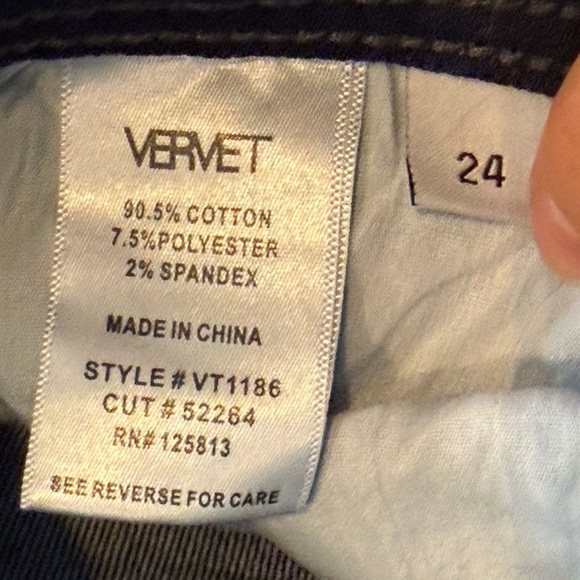 VERVET
90.5% COTTON
7.5%POLYESTER
2% SPANDEX
MADE IN CHINA
STYLE # VT1186
CUT # 52264
RN# 125813
SEE REVERSE FOR CARE
24